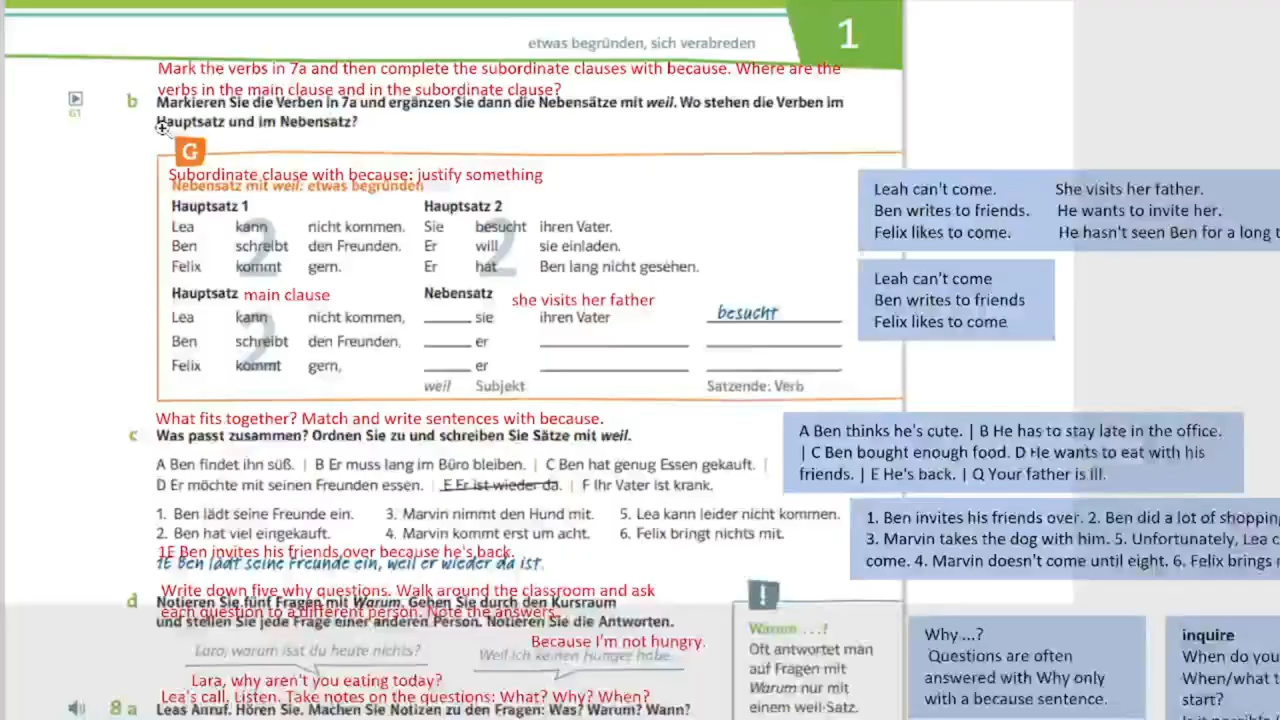 etwas begründen, sich verabreden
1
Mark the verbs in 7a and then complete the subordinate clauses with because. Where are the
verbs in the main clause and in the subordinate clause?
G1
b Markieren Sie die Verben in 7a und ergänzen Sie dann die Nebensätze mit weil. Wo stehen die Verben im
Hauptsatz und im Nebensatz?
G
Subordinate clause with because: justify something
Nebensatz mit weil: etwas begründen
Hauptsatz 1 Hauptsatz 2
Lea kann nicht kommen. Sie besucht ihren Vater.
Ben schreibt den Freunden. Er will sie einladen.
Felix kommt gern. Er hat Ben lang nicht gesehen.
2 2
Hauptsatz main clause Nebensatz she visits her father
Lea kann nicht kommen, sie ihren Vater besucht
Ben schreibt den Freunden, er
Felix kommt gern, er
2
weil Subjekt Satzende: Verb
Leah can't come. She visits her father.
Ben writes to friends. He wants to invite her.
Felix likes to come. He hasn't seen Ben for a long t
Leah can't come
Ben writes to friends
Felix likes to come
What fits together? Match and write sentences with because.
c Was passt zusammen? Ordnen Sie zu und schreiben Sie Sätze mit weil.
A Ben findet ihn süß. | B Er muss lang im Büro bleiben. | C Ben hat genug Essen gekauft. |
D Er möchte mit seinen Freunden essen. | E Er ist wieder da. | F Ihr Vater ist krank.
1. Ben lädt seine Freunde ein. 3. Marvin nimmt den Hund mit. 5. Lea kann leider nicht kommen.
2. Ben hat viel eingekauft. 4. Marvin kommt erst um acht. 6. Felix bringt nichts mit.
1E Ben invites his friends over because he's back.
1E Ben lädt seine Freunde ein, weil er wieder da ist.
A Ben thinks he's cute. | B He has to stay late in the office.
| C Ben bought enough food. D He wants to eat with his
friends. | E He's back. | Q Your father is ill.
1. Ben invites his friends over. 2. Ben did a lot of shoppin
3. Marvin takes the dog with him. 5. Unfortunately, Lea c
come. 4. Marvin doesn't come until eight. 6. Felix brings
Write down five why questions. Walk around the classroom and ask
d Notieren Sie fünf Fragen mit Warum. Gehen Sie durch den Kursraum
each question to a different person. Note the answers.
und stellen Sie jede Frage einer anderen Person. Notieren Sie die Antworten.
Because I'm not hungry.
Lara, warum isst du heute nichts? Weil ich keinen Hunger habe.
Lara, why aren't you eating today?
Lea's call. Listen. Take notes on the questions: What? Why? When?
8 a Leas Anruf. Hören Sie. Machen Sie Notizen zu den Fragen: Was? Warum? Wann?
!
Warum ...?
Oft antwortet man
auf Fragen mit
Warum nur mit
einem weil-Satz.
Why ...?
Questions are often
answered with Why only
with a because sentence.
inquire
When do you
When/what t
start?